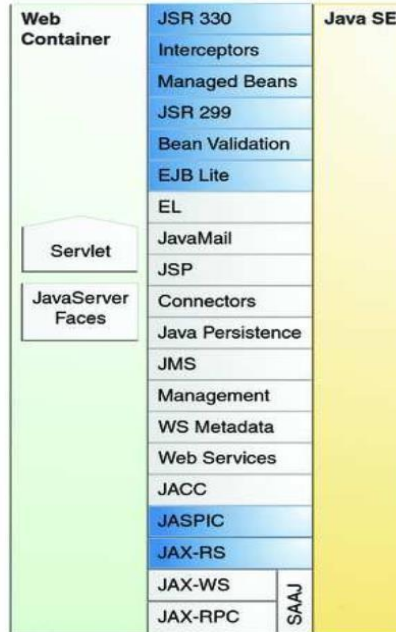 Web
Container
Servlet
JavaServer
Faces
JSR 330
Interceptors
Managed Beans
JSR 299
Bean Validation
EJB Lite
EL
JavaMail
JSP
Connectors
Java Persistence
JMS
Management
WS Metadata
Web Services
JACC
JASPIC
JAX-RS
JAX-WS
JAX-RPC
SAAJ
Java SE